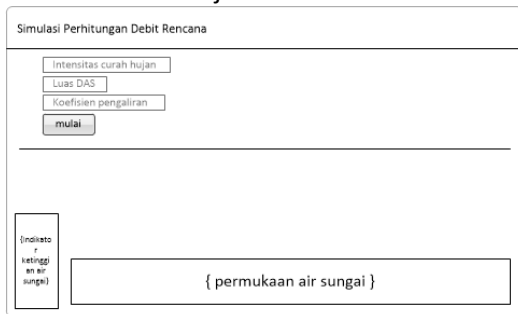 Simulasi Perhitungan Debit Rencana
Intensitas curah hujan
Luas DAS
Koefisien pengaliran
mulai
{indikato
r
ketinggi
an air
sungai}
{ permukaan air sungai }